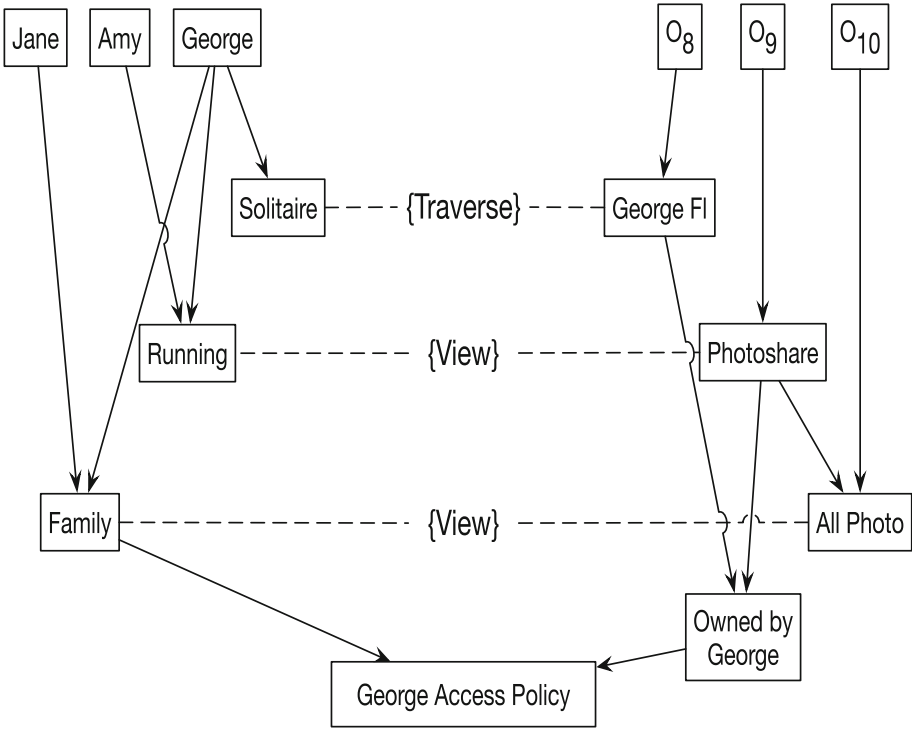 Jane
Amy
George
O8
O9
O10
Solitaire
{Traverse}
George Fl
Running
{View}
Photoshare
Family
{View}
All Photo
Owned by
George
George Access Policy